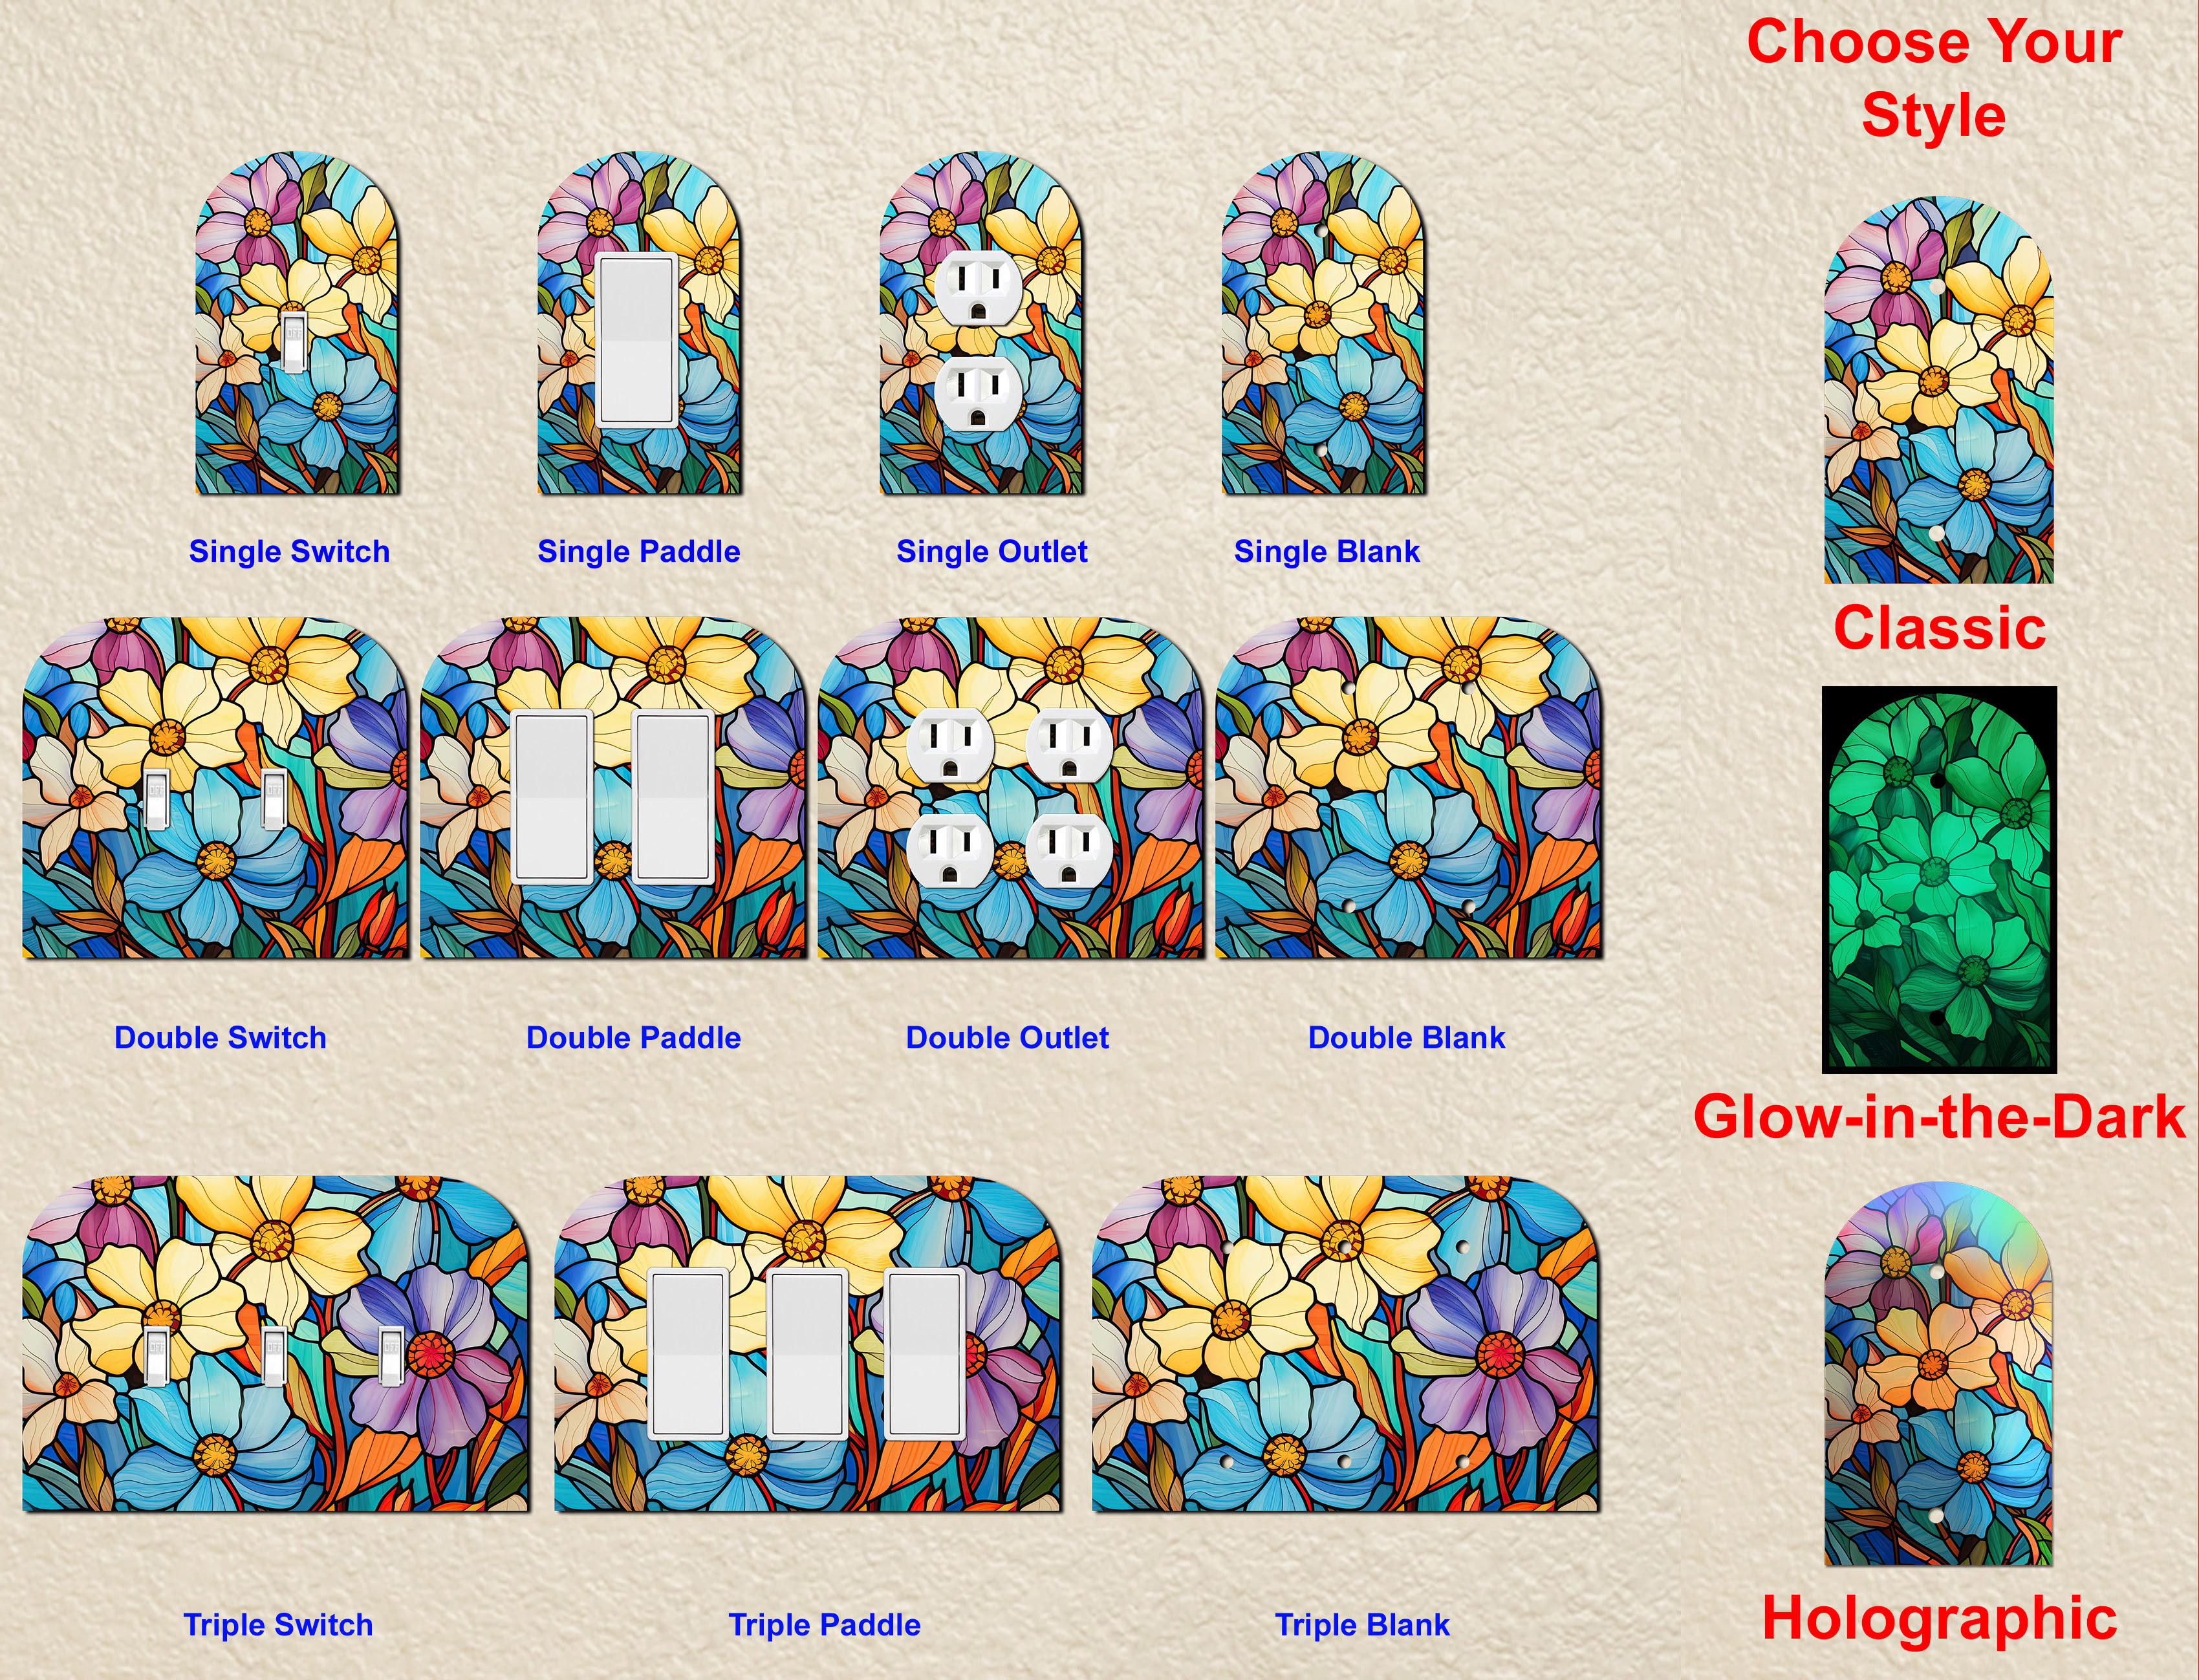 Choose Your
Style
Single Switch
Single Paddle
Single Outlet
Single Blank
Classic
Double Switch
Double Paddle
Double Outlet
Double Blank
Glow-in-the-Dark
Triple Switch
Triple Paddle
Triple Blank
Holographic